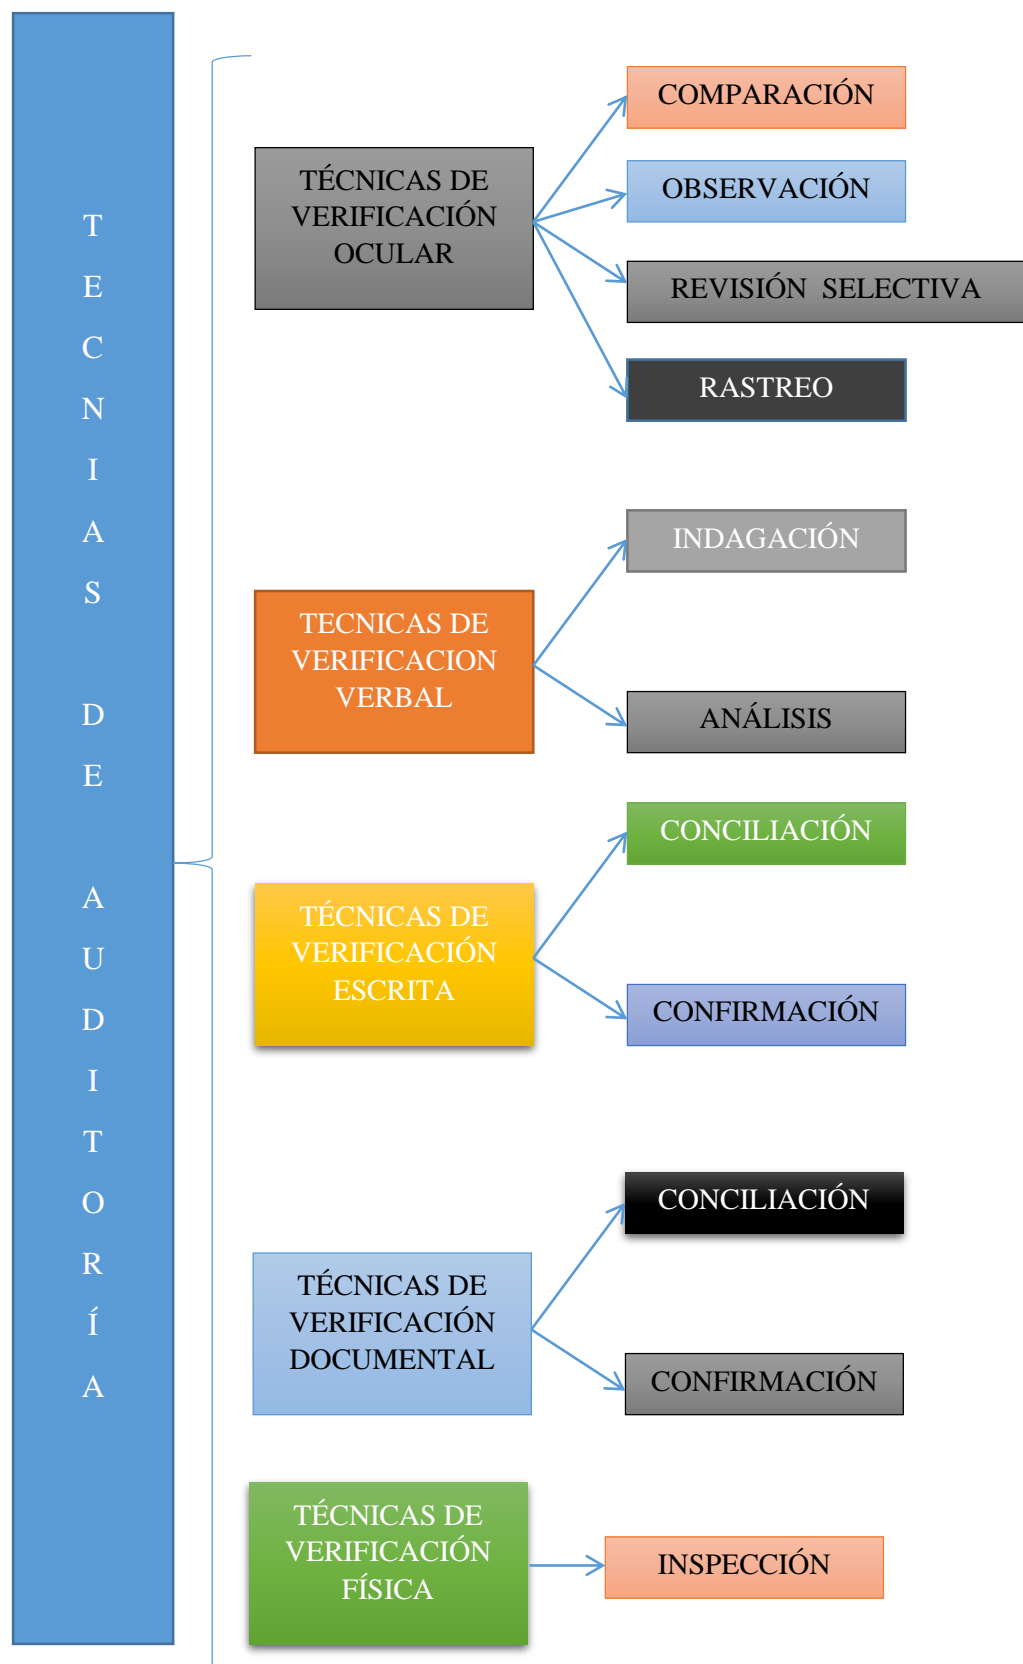 T
E
C
N
I
A
S
D
E
A
U
D
I
T
O
R
Í
A
TÉCNICAS DE
VERIFICACIÓN
OCULAR
COMPARACIÓN
OBSERVACIÓN
REVISIÓN SELECTIVA
RASTREO
TECNICAS DE
VERIFICACION
VERBAL
INDAGACIÓN
ANÁLISIS
TÉCNICAS DE
VERIFICACIÓN
ESCRITA
CONCILIACIÓN
CONFIRMACIÓN
TÉCNICAS DE
VERIFICACIÓN
DOCUMENTAL
CONCILIACIÓN
CONFIRMACIÓN
TÉCNICAS DE
VERIFICACIÓN
FÍSICA
INSPECCIÓN